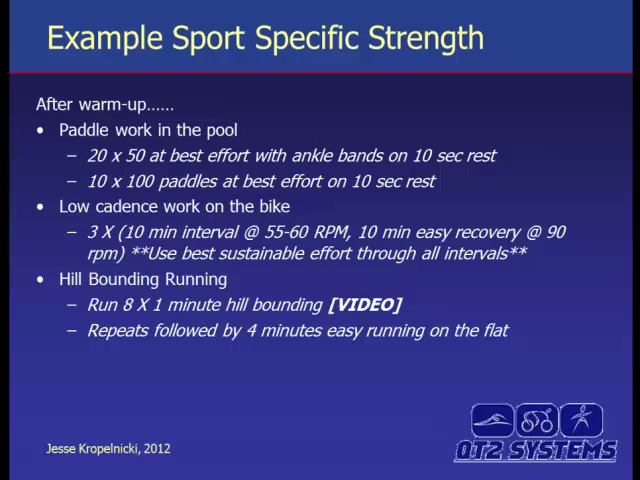 Example Sport Specific Strength
After warm-up……
• Paddle work in the pool
– 20 x 50 at best effort with ankle bands on 10 sec rest
– 10 x 100 paddles at best effort on 10 sec rest
• Low cadence work on the bike
– 3 X (10 min interval @ 55-60 RPM, 10 min easy recovery @ 90
rpm) **Use best sustainable effort through all intervals**
• Hill Bounding Running
– Run 8 X 1 minute hill bounding [VIDEO]
– Repeats followed by 4 minutes easy running on the flat
Jesse Kropelnicki, 2012
QT2 SYSTEMS